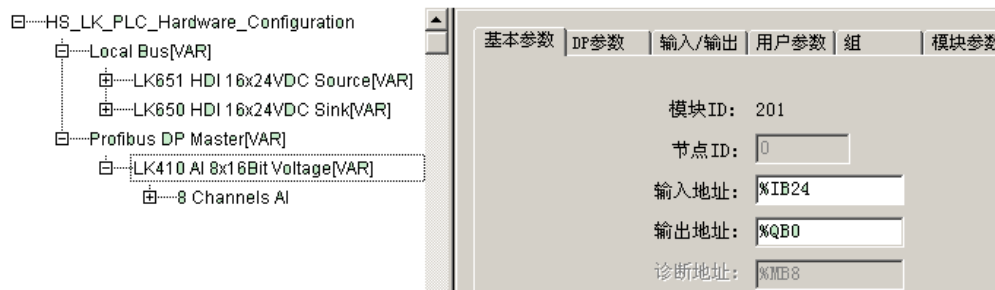 HS_LK_PLC_Hardware_Configuration
Local Bus[VAR]
LK651 HDI 16x24VDC Source[VAR]
LK650 HDI 16x24VDC Sink[VAR]
Profibus DP Master[VAR]
LK410 AI 8x16Bit Voltage[VAR]
8 Channels AI
基本参数 DP参数 输入/输出 用户参数 组 模块参数
模块ID: 201
节点ID: 0
输入地址: %IB24
输出地址: %QB0
诊断地址: %MB8